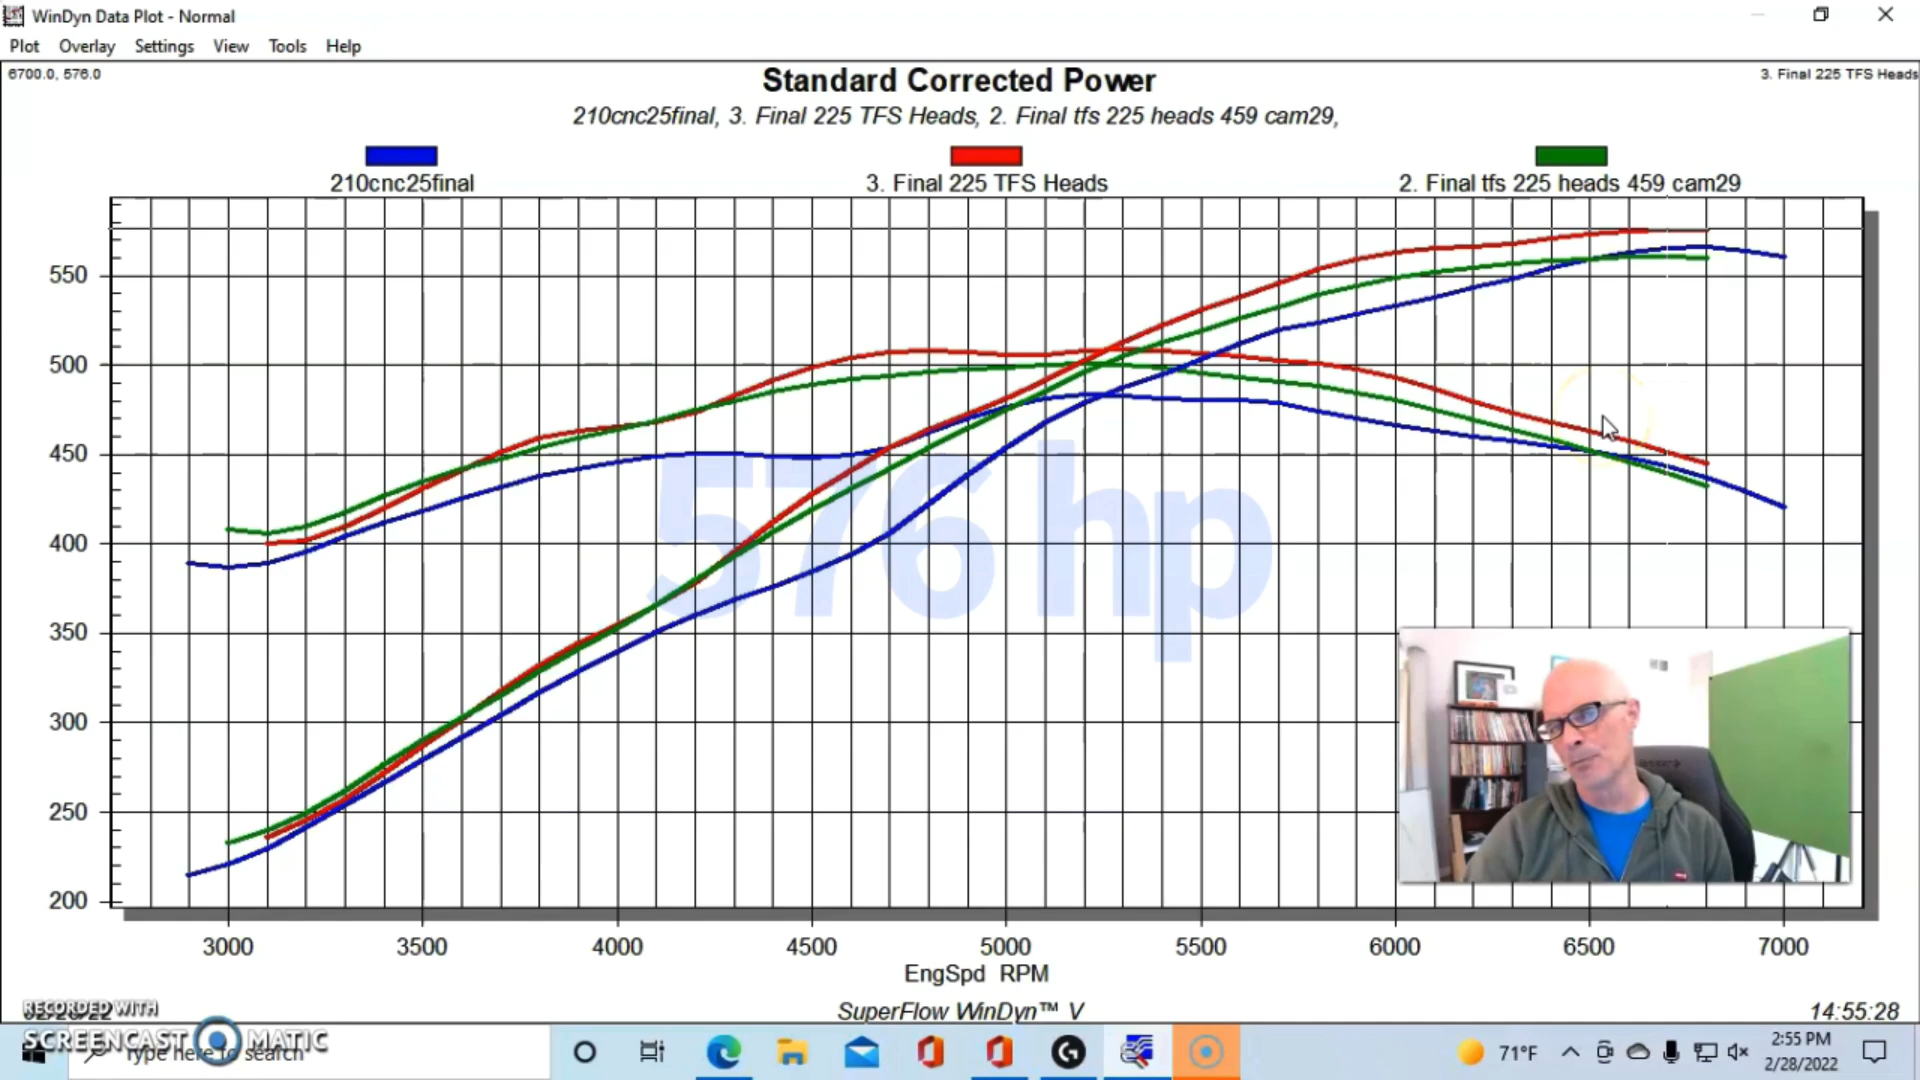 WinDyn Data Plot - Normal
Plot Overlay Settings View Tools Help
6700.0, 576.0
3. Final 225 TFS Heads
Standard Corrected Power
210cnc25final, 3. Final 225 TFS Heads, 2. Final tfs 225 heads 459 cam29,
210cnc25final
3. Final 225 TFS Heads
2. Final tfs 225 heads 459 cam29
550
500
450
400
350
300
250
200
576 hp
3000 3500 4000 4500 5000 5500 6000 6500 7000
EngSpd RPM
RECORDED WITH
SuperFlow WinDyn™ V
14:55:28
SCREENCAST MATIC
Type here to search
71°F
2:55 PM
2/28/2022